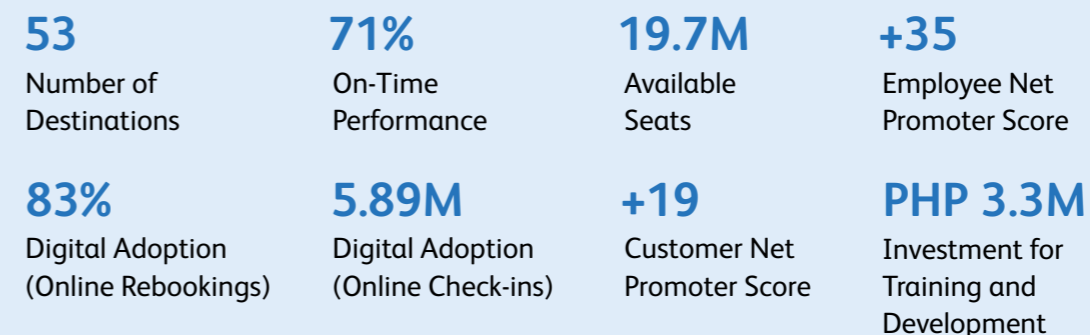 53
Number of
Destinations
71%
On-Time
Performance
19.7M
Available
Seats
+35
Employee Net
Promoter Score
83%
Digital Adoption
(Online Rebookings)
5.89M
Digital Adoption
(Online Check-ins)
+19
Customer Net
Promoter Score
PHP 3.3M
Investment for
Training and
Development